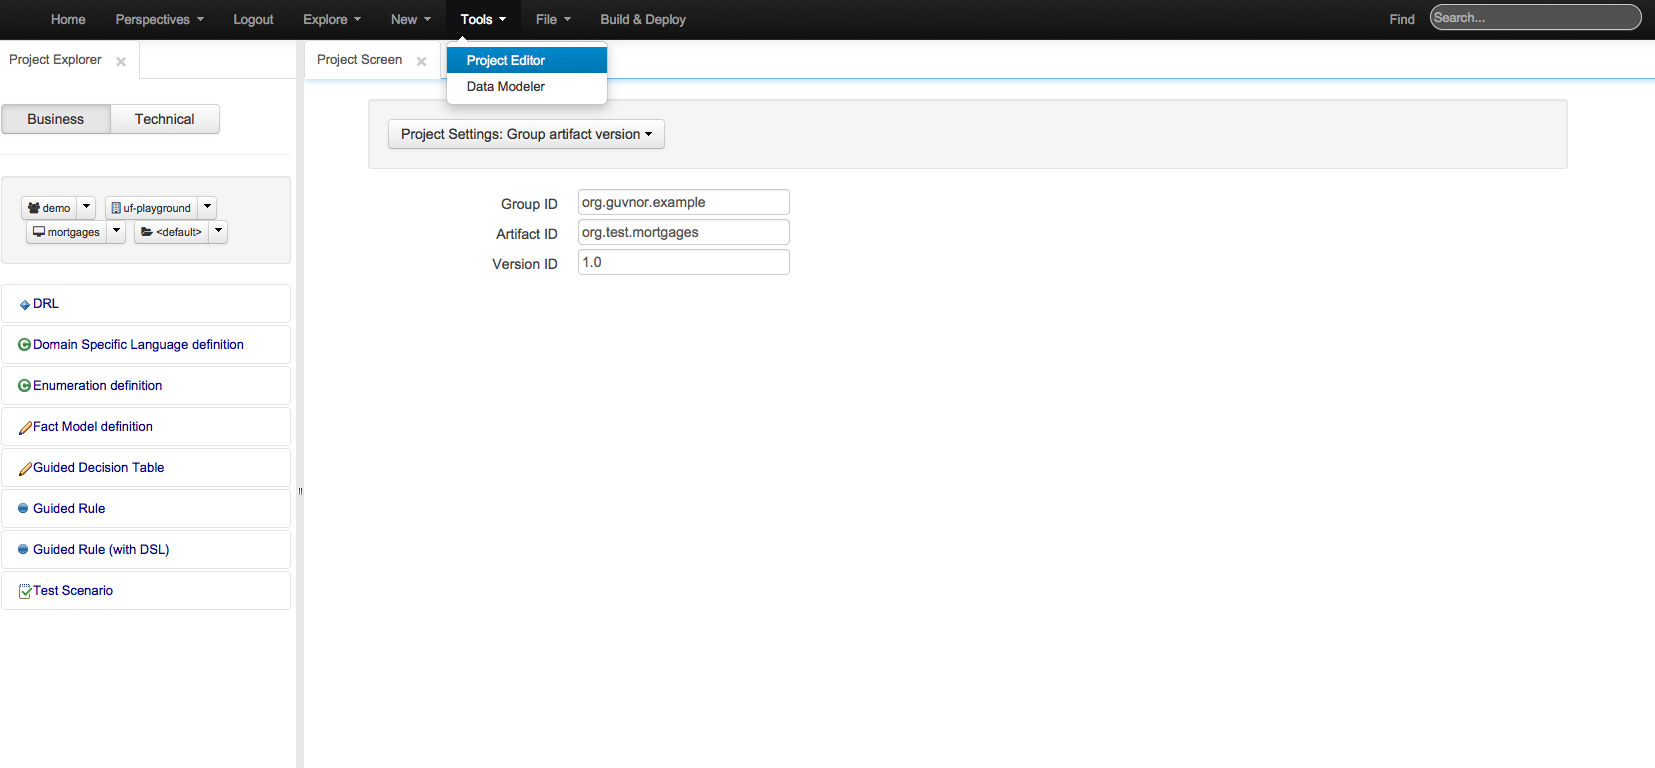 Home Perspectives Logout Explore New Tools File Build & Deploy Find Search...
Project Explorer
Project Screen
Project Editor
Data Modeler
Business Technical
Project Settings: Group artifact version
demo uf-playground
mortgages <default>
Group ID org.guvnor.example
Artifact ID org.test.mortgages
Version ID 1.0
DRL
Domain Specific Language definition
Enumeration definition
Fact Model definition
Guided Decision Table
Guided Rule
Guided Rule (with DSL)
Test Scenario